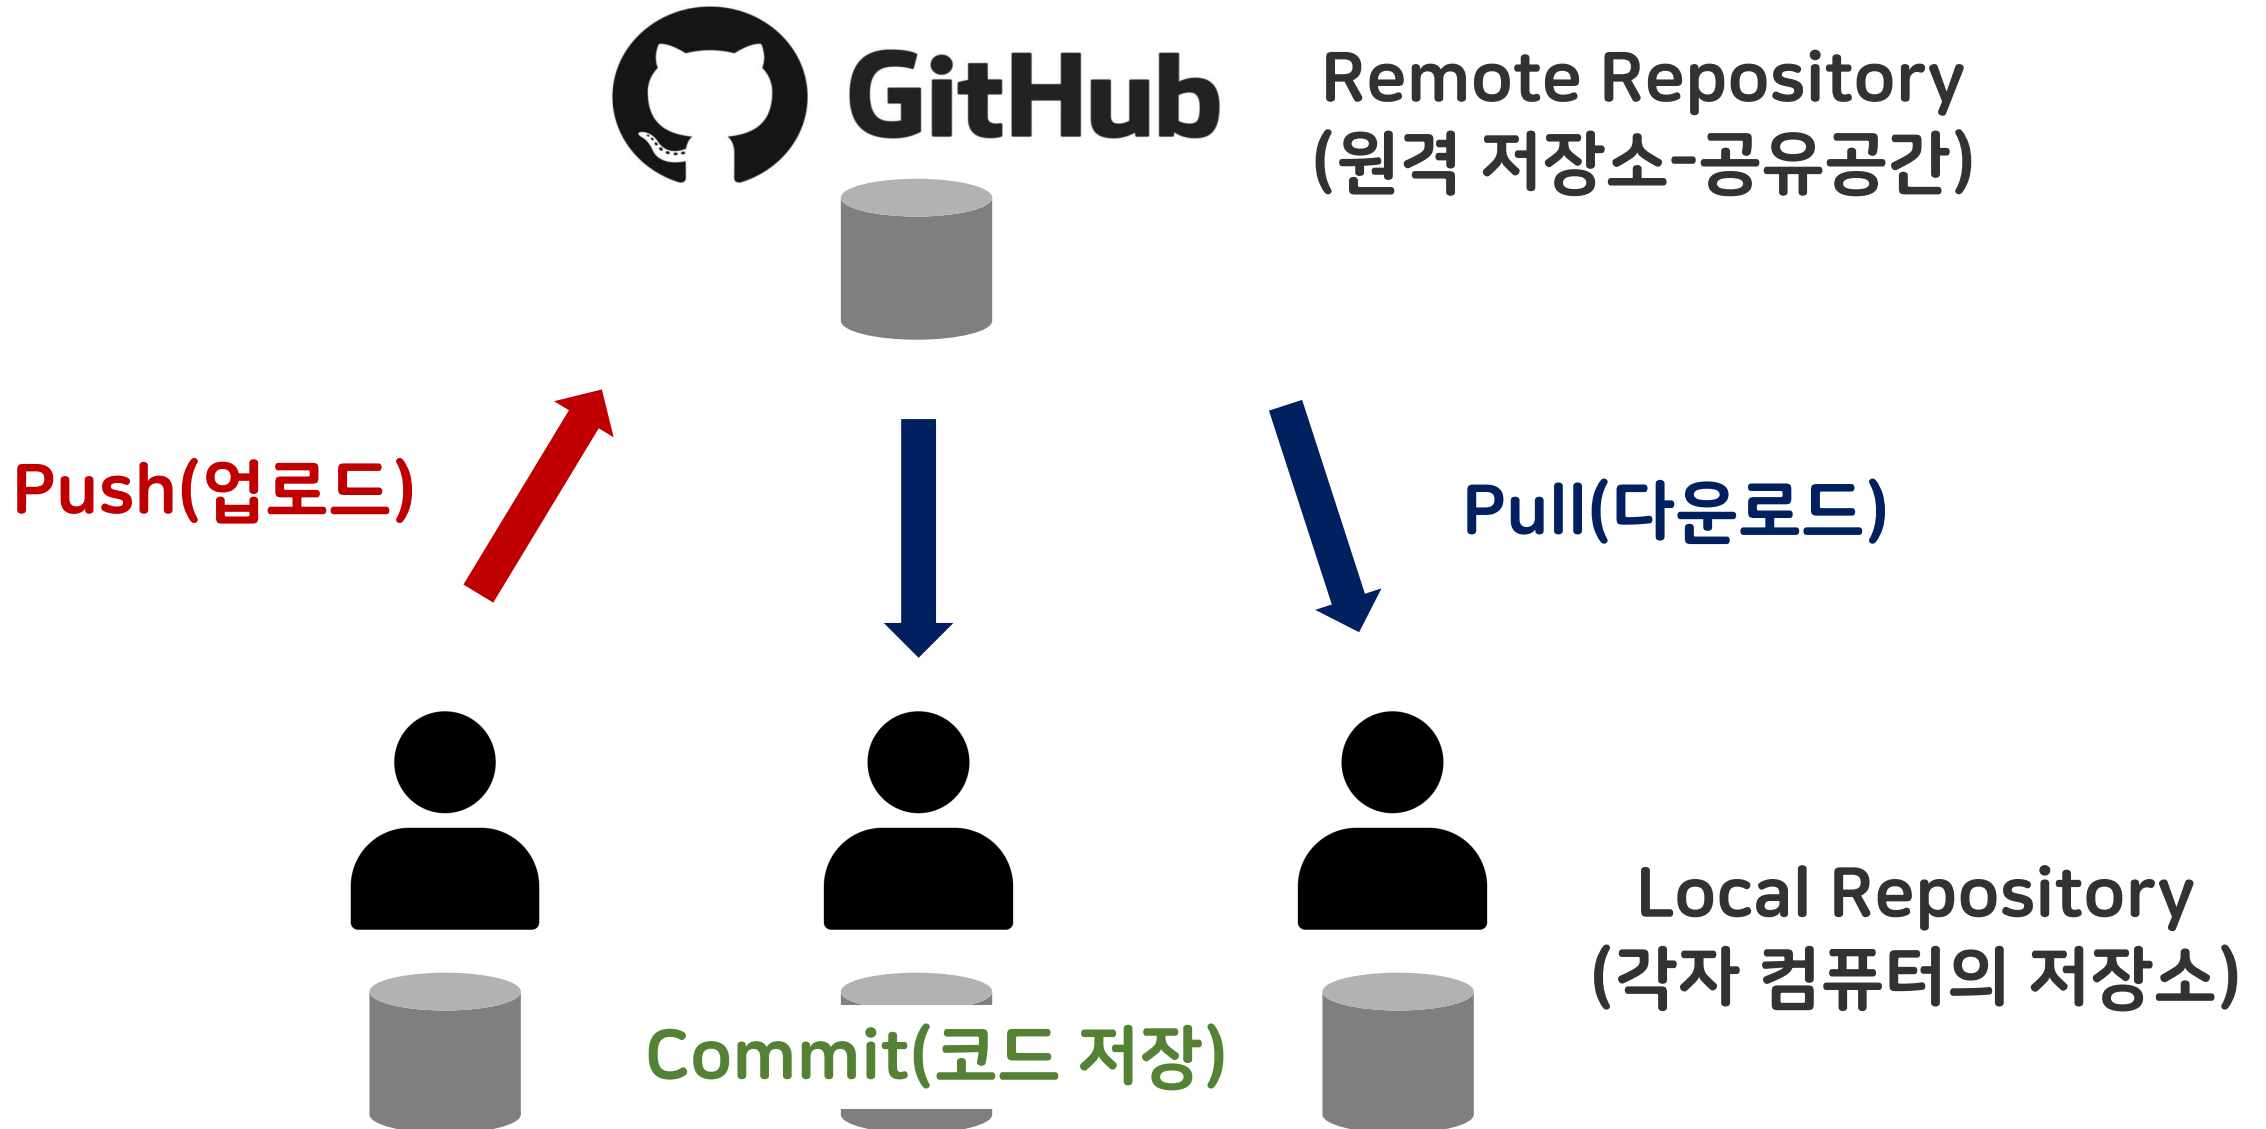 GitHub
Remote Repository
(원격 저장소-공유공간)
Push(업로드)
Pull(다운로드)
Local Repository
(각자 컴퓨터의 저장소)
Commit(코드 저장)